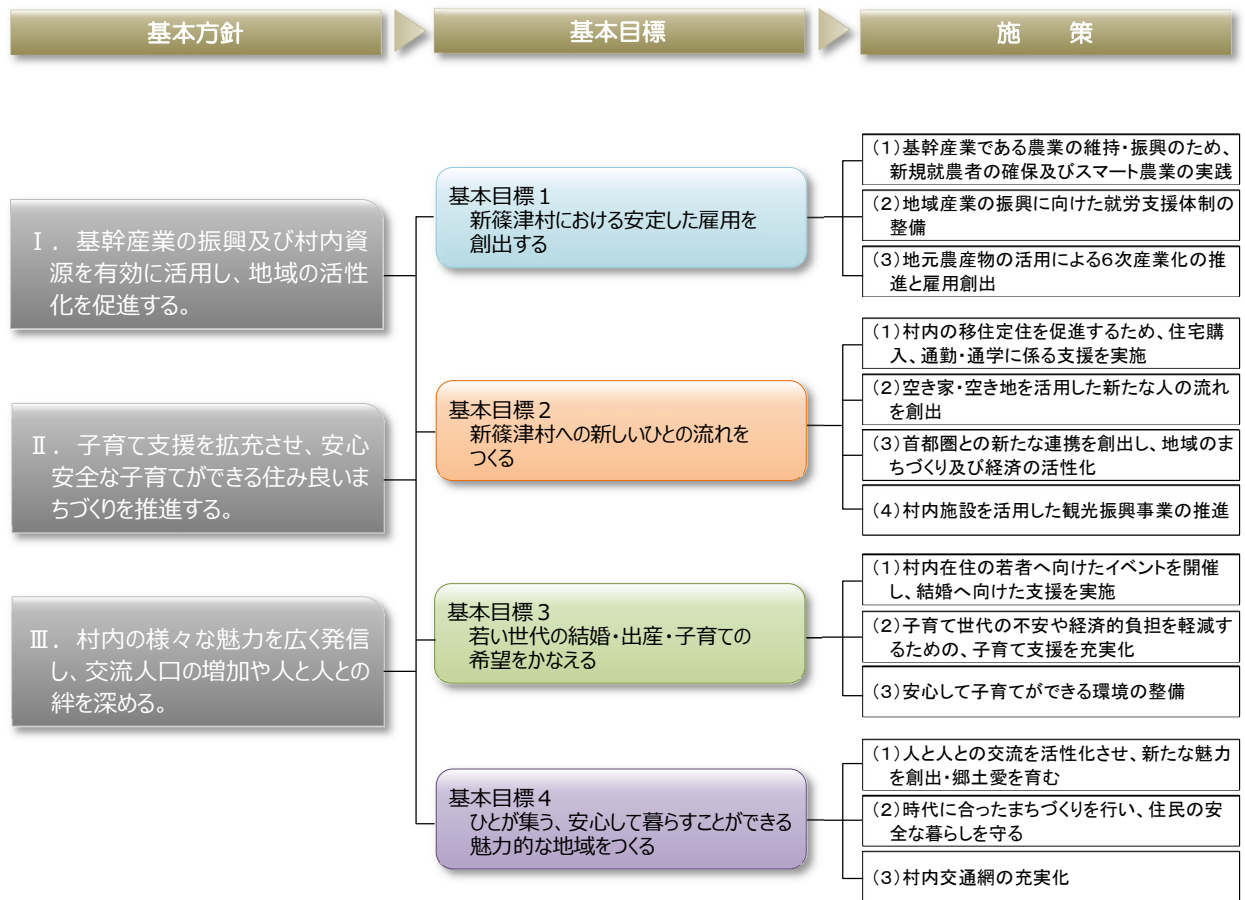 基本方針
基本目標
施　策
Ⅰ．基幹産業の振興及び村内資
源を有効に活用し、地域の活性
化を促進する。
Ⅱ．子育て支援を拡充させ、安心
安全な子育てができる住み良いま
ちづくりを推進する。
Ⅲ．村内の様々な魅力を広く発信
し、交流人口の増加や人と人との
絆を深める。
基本目標１
新篠津村における安定した雇用を
創出する
(１)基幹産業である農業の維持・振興のため、
新規就農者の確保及びスマート農業の実践
(２)地域産業の振興に向けた就労支援体制の
整備
(３)地元農産物の活用による６次産業化の推
進と雇用創出
基本目標２
新篠津村への新しいひとの流れを
つくる
(１)村内の移住定住を促進するため、住宅購
入、通勤・通学に係る支援を実施
(２)空き家・空き地を活用した新たな人の流れ
を創出
(３)首都圏との新たな連携を創出し、地域のま
ちづくり及び経済の活性化
(４)村内施設を活用した観光振興事業の推進
基本目標３
若い世代の結婚・出産・子育ての
希望をかなえる
(１)村内在住の若者へ向けたイベントを開催
し、結婚へ向けた支援を実施
(２)子育て世代の不安や経済的負担を軽減す
るための、子育て支援を充実化
(３)安心して子育てができる環境の整備
基本目標４
ひとが集う、安心して暮らすことができる
魅力的な地域をつくる
(１)人と人との交流を活性化させ、新たな魅力
を創出・郷土愛を育む
(２)時代に合ったまちづくりを行い、住民の安
全な暮らしを守る
(３)村内交通網の充実化